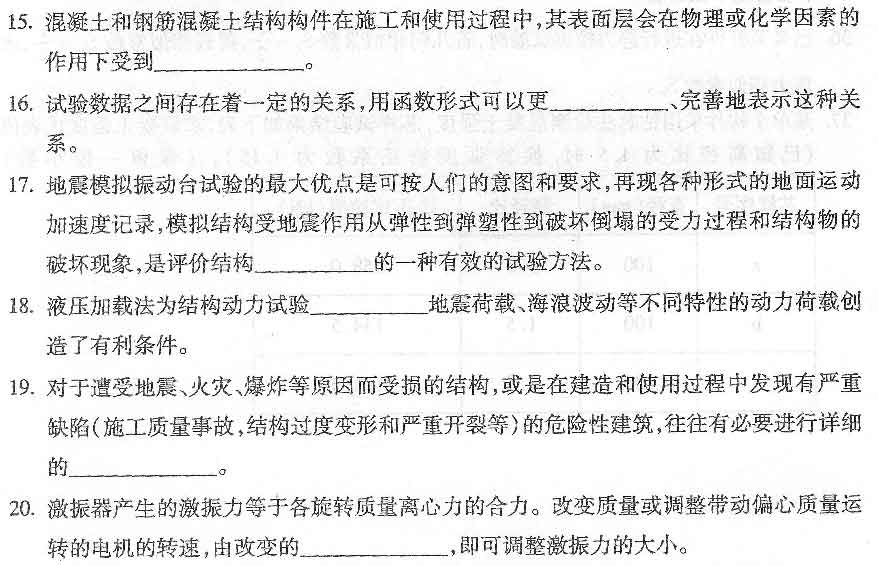 15. 混凝土和钢筋混凝土结构构件在施工和使用过程中,其表面层会在物理或化学因素的
作用下受到____________。
16. 试验数据之间存在着一定的关系,用函数形式可以更__________、完善地表示这种关
系。
17. 地震模拟振动台试验的最大优点是可按人们的意图和要求,再现各种形式的地面运动
加速度记录,模拟结构受地震作用从弹性到弹塑性到破坏倒塌的受力过程和结构物的
破坏现象,是评价结构__________的一种有效的试验方法。
18. 液压加载法为结构动力试验__________地震荷载、海浪波动等不同特性的动力荷载创
造了有利条件。
19. 对于遭受地震、火灾、爆炸等原因而受损的结构,或是在建造和使用过程中发现有严重
缺陷(施工质量事故,结构过度变形和严重开裂等)的危险性建筑,往往有必要进行详细
的____________。
20. 激振器产生的激振力等于各旋转质量离心力的合力。改变质量或调整带动偏心质量运
转的电机的转速,由改变的____________,即可调整激振力的大小。